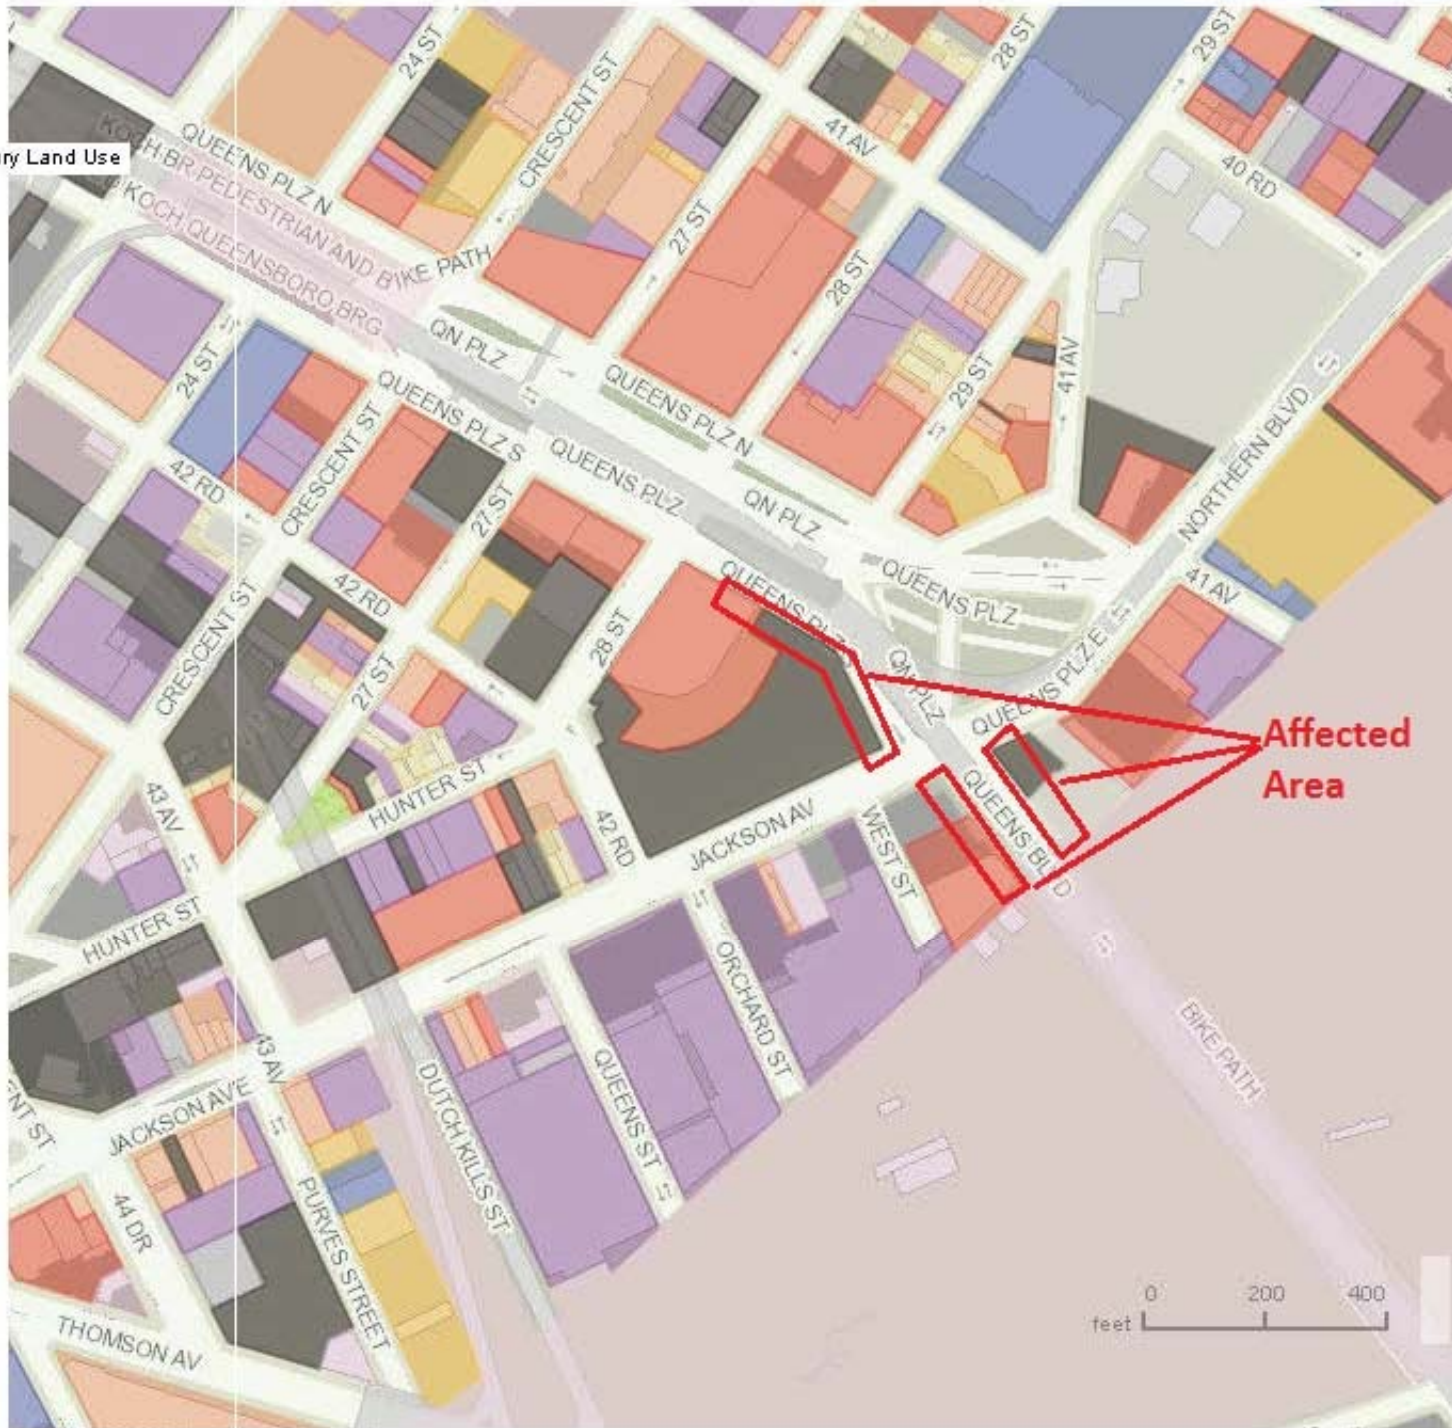 24 ST
28 ST
29 ST
CRESCENT ST
41 AV
QUEENS PLZ N
KOCH BR PEDESTRIAN AND BIKE PATH
ny Land Use
40 RD
KOCH QUEENSBORO BRG
27 ST
28 ST
QN PLZ
24 ST
41 AV
29 ST
QUEENS PLZ N
QUEENS PLZ S
CRESCENT ST
NORTHERN BLVD
42 RD
QUEENS PLZ
27 ST
QN PLZ
QUEENS PLZ
41 AV
42 RD
28 ST
CRESCENT ST
27 ST
QN PLZ
QUEENS PLZ E
Affected
Area
43 AV
HUNTER ST
42 RD
JACKSON AV
WEST ST
QUEENS BLVD
HUNTER ST
ORCHARD ST
BIKE PATH
43 AV
QUEENS ST
DUTCH KILLS ST
JACKSON AVE
44 DR
PURVES STREET
THOMSON AV
0 200 400
feet